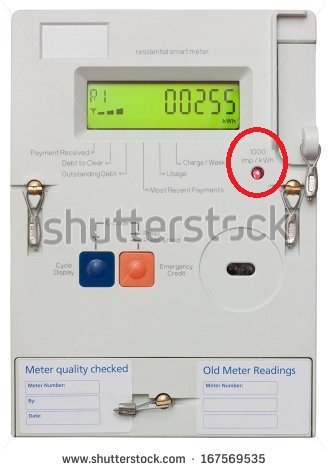 residential smart meter
R1 00255
kWh
Payment Received
Debt to Clear
Outstanding Debt
Charge / Week
Usage
Most Recent Payments
1000
imp / kWh
shutterstock
Cycle
Display
Emergency
Credit
Meter quality checked
Meter Number:
By:
Date:
Old Meter Readings
Meter Number:
www.shutterstock.com · 167569535